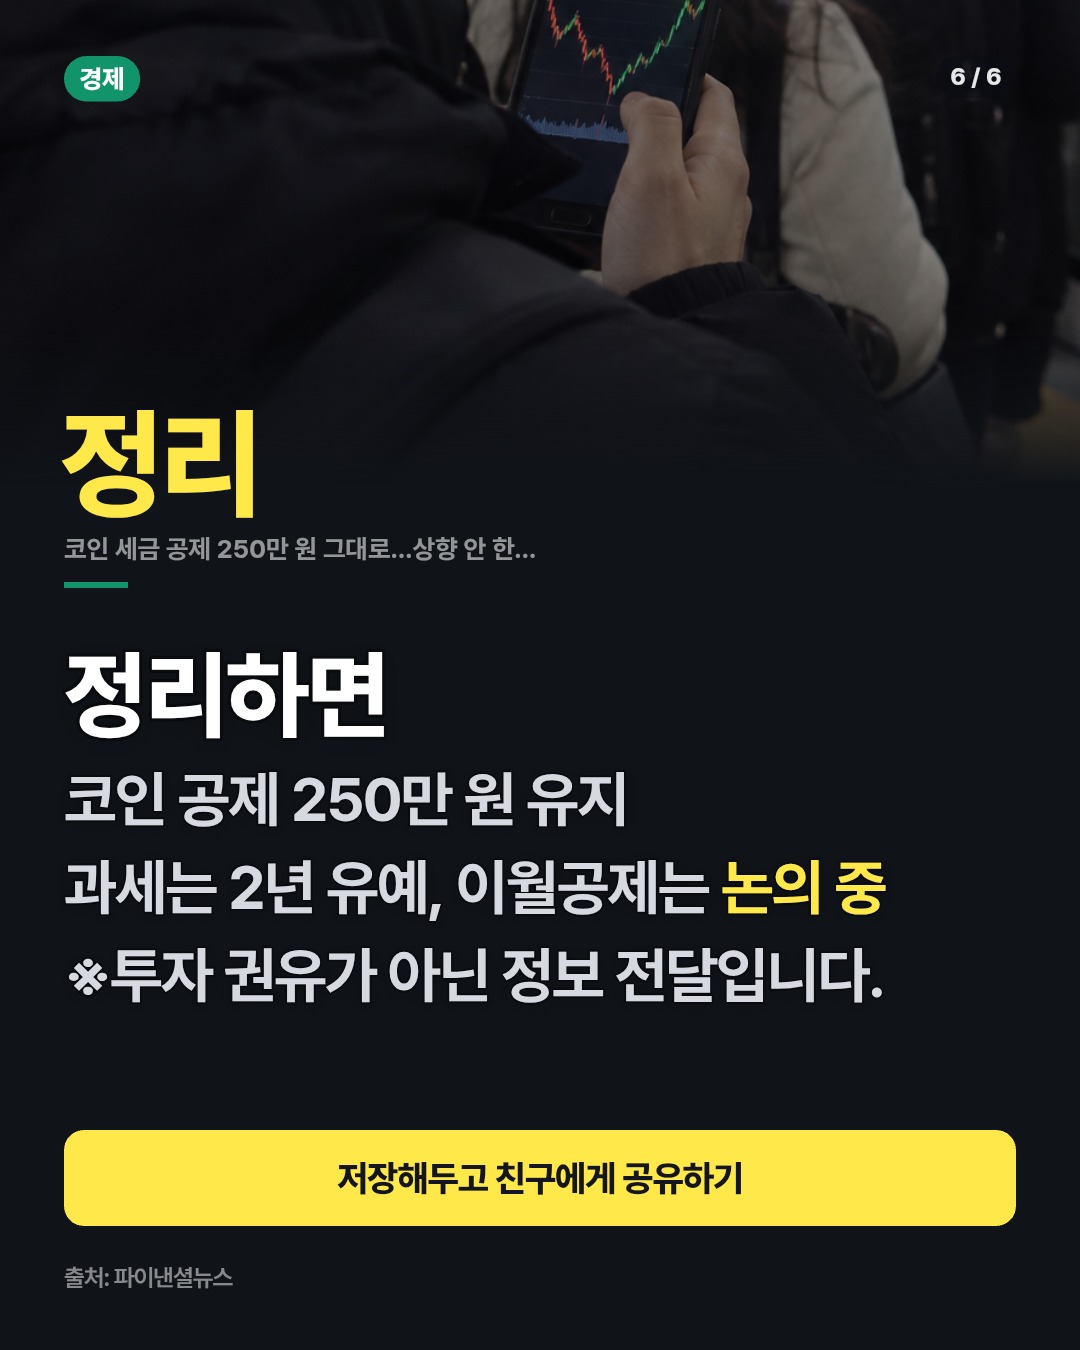 경제
6 / 6
정리
코인 세금 공제 250만 원 그대로...상향 안 한...
정리하면
코인 공제 250만 원 유지
과세는 2년 유예, 이월공제는 논의 중
※투자 권유가 아닌 정보 전달입니다.
저장해두고 친구에게 공유하기
출처: 파이낸셜뉴스